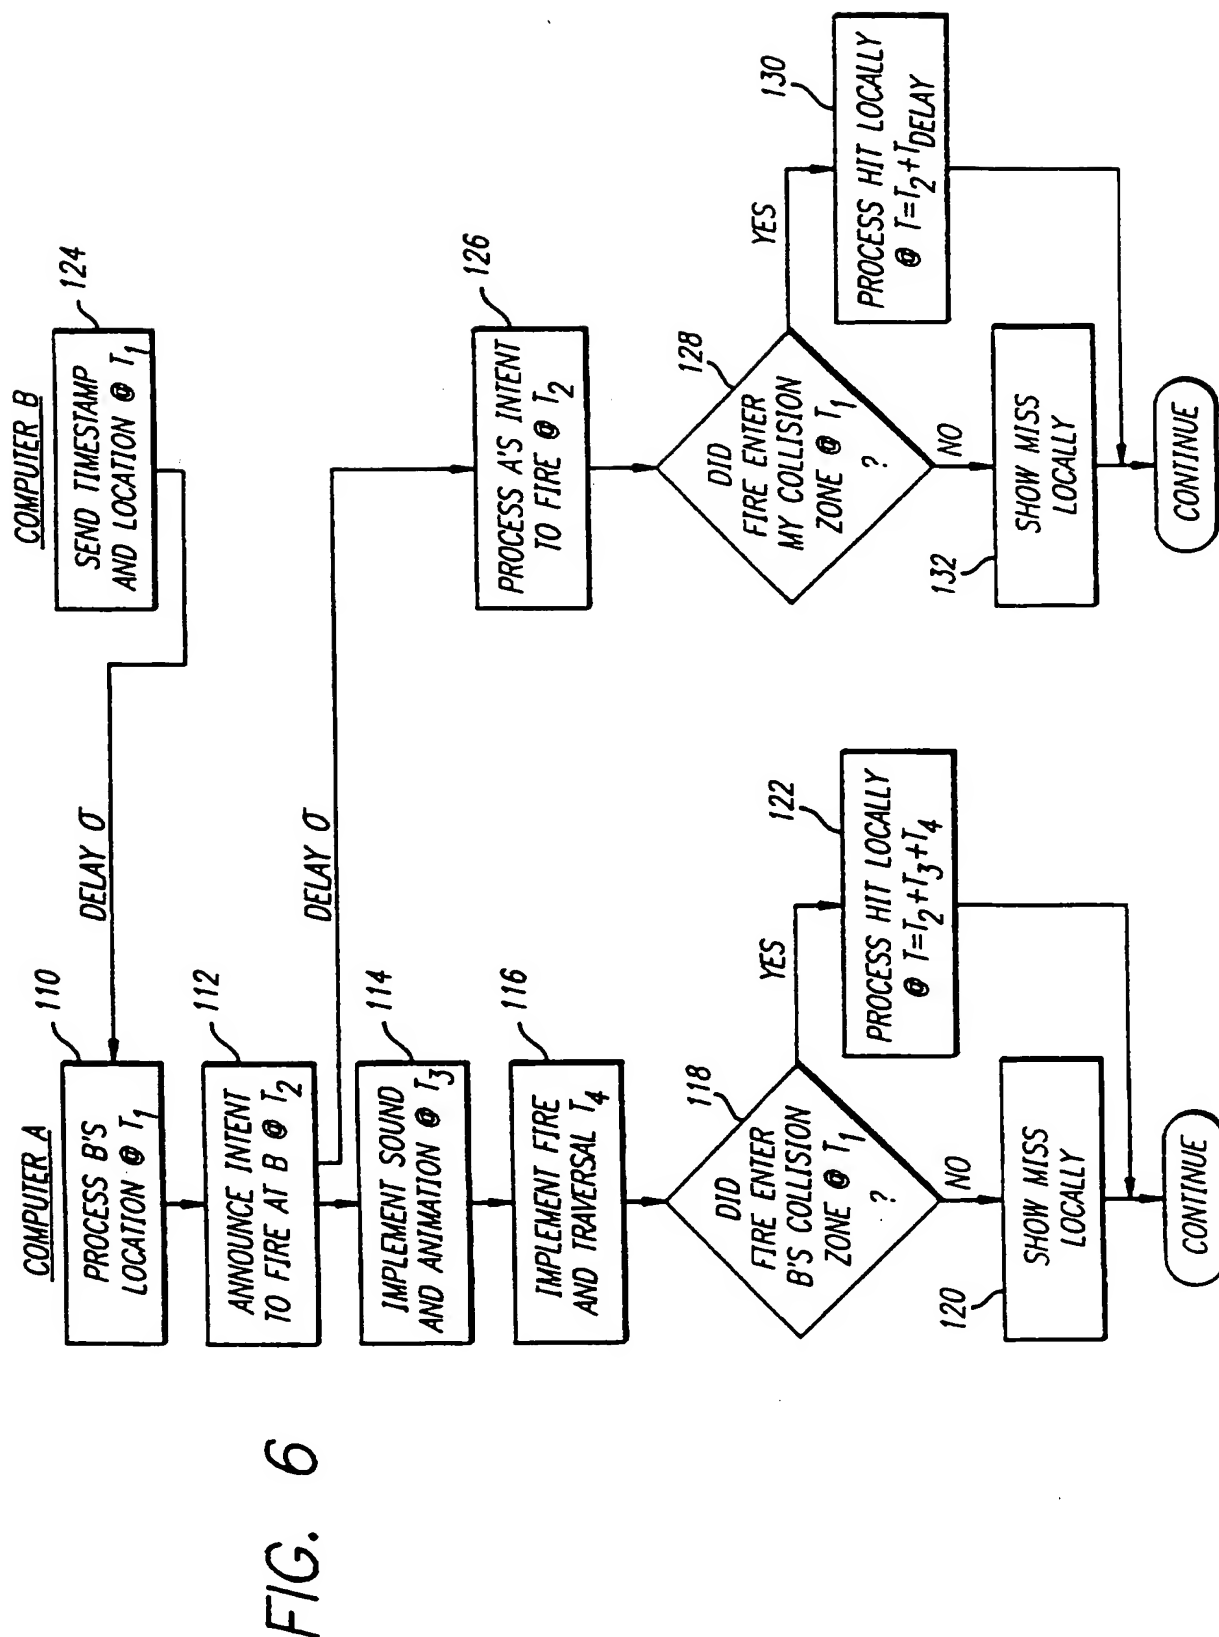 COMPUTER A
110
PROCESS B'S
LOCATION @ T1
DELAY σ
112
ANNOUNCE INTENT
TO FIRE AT B @ T2
DELAY σ
114
IMPLEMENT SOUND
AND ANIMATION @ T3
116
IMPLEMENT FIRE
AND TRAVERSAL T4
118
DID
FIRE ENTER
B'S COLLISION
ZONE @ T1
?
YES
122
PROCESS HIT LOCALLY
@ T=T2+T3+T4
NO
120
SHOW MISS
LOCALLY
CONTINUE
COMPUTER B
124
SEND TIMESTAMP
AND LOCATION @ T1
126
PROCESS A'S INTENT
TO FIRE @ T2
128
DID
FIRE ENTER
MY COLLISION
ZONE @ T1
?
YES
130
PROCESS HIT LOCALLY
@ T=T2+TDELAY
NO
132
SHOW MISS
LOCALLY
CONTINUE
FIG. 6